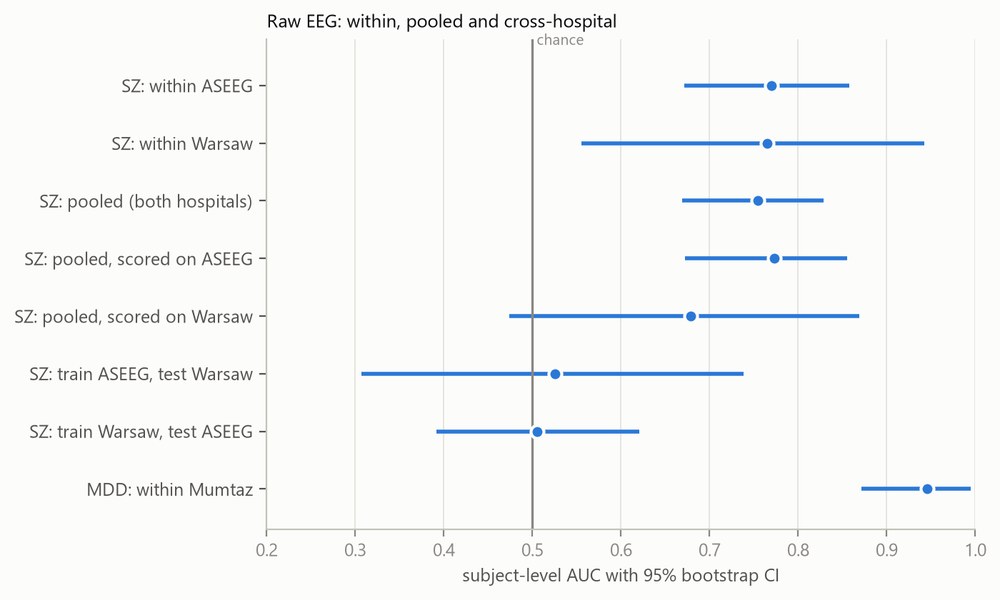 Raw EEG: within, pooled and cross-hospital
chance
SZ: within ASEEG
SZ: within Warsaw
SZ: pooled (both hospitals)
SZ: pooled, scored on ASEEG
SZ: pooled, scored on Warsaw
SZ: train ASEEG, test Warsaw
SZ: train Warsaw, test ASEEG
MDD: within Mumtaz
0.2 0.3 0.4 0.5 0.6 0.7 0.8 0.9 1.0
subject-level AUC with 95% bootstrap CI